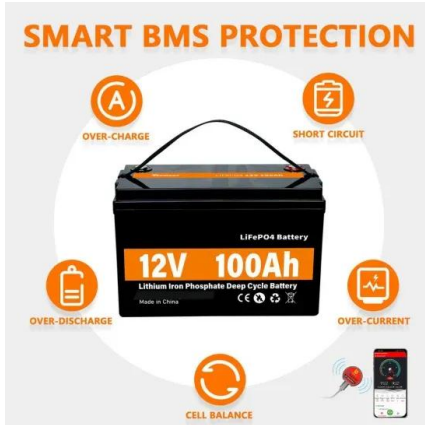 SMART BMS PROTECTION
OVER-CHARGE
SHORT CIRCUIT
LiFePO4 Battery
12V 100Ah
Lithium Iron Phosphate Deep Cycle Battery
Made in China
CE
OVER-DISCHARGE
OVER-CURRENT
CELL BALANCE